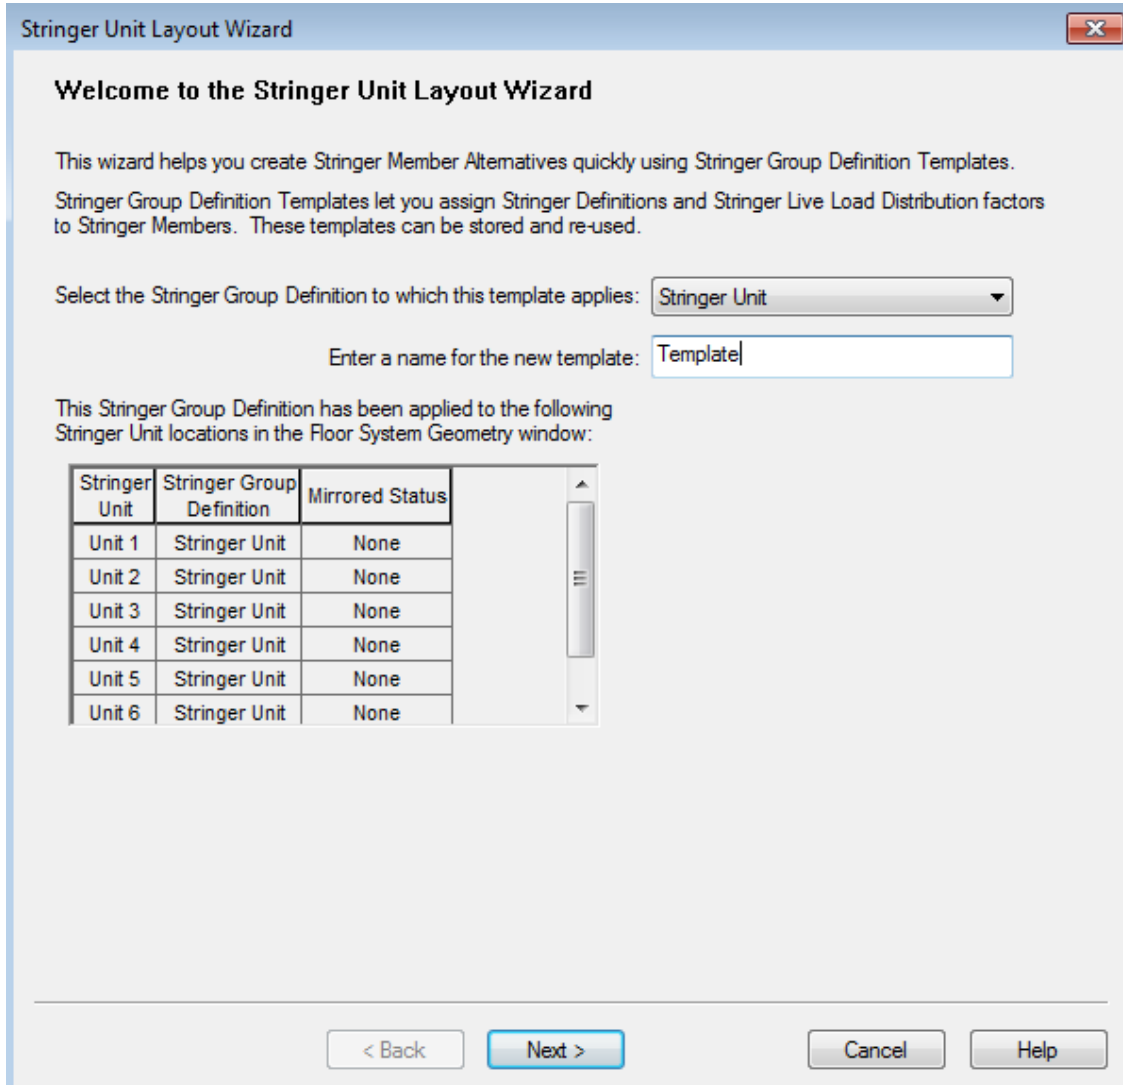 Stringer Unit Layout Wizard
Welcome to the Stringer Unit Layout Wizard
This wizard helps you create Stringer Member Alternatives quickly using Stringer Group Definition Templates.
Stringer Group Definition Templates let you assign Stringer Definitions and Stringer Live Load Distribution factors
to Stringer Members.  These templates can be stored and re-used.
Select the Stringer Group Definition to which this template applies: Stringer Unit
Enter a name for the new template: Template
This Stringer Group Definition has been applied to the following
Stringer Unit locations in the Floor System Geometry window:
Stringer Unit Stringer Group Definition Mirrored Status
Unit 1 Stringer Unit None
Unit 2 Stringer Unit None
Unit 3 Stringer Unit None
Unit 4 Stringer Unit None
Unit 5 Stringer Unit None
Unit 6 Stringer Unit None
< Back Next > Cancel Help